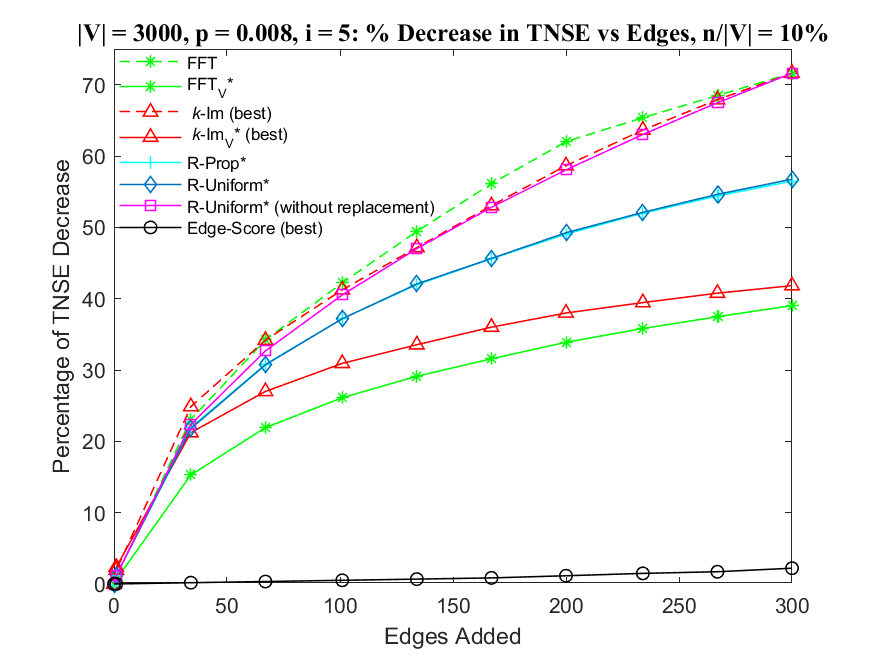 |V| = 3000, p = 0.008, i = 5: % Decrease in TNSE vs Edges, n/|V| = 10%
FFT
FFT_V*
k-Im (best)
k-Im_V* (best)
R-Prop*
R-Uniform*
R-Uniform* (without replacement)
Edge-Score (best)
Percentage of TNSE Decrease
70
60
50
40
30
20
10
0
0 50 100 150 200 250 300
Edges Added